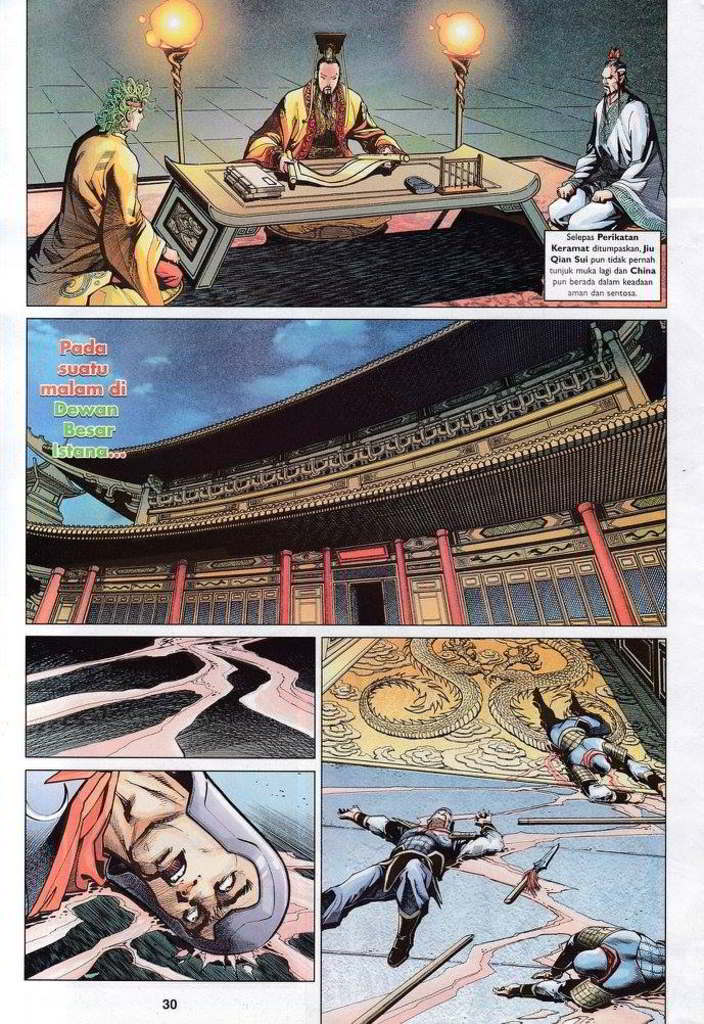 Selepas Perikatan
Keramat ditumpaskan, Jiu
Qian Sui pun tidak pernah
tunjuk muka lagi dan China
pun berada dalam keadaan
aman dan sentosa.
Pada
suatu
malam di
Dewan
Besar
Istana...
30